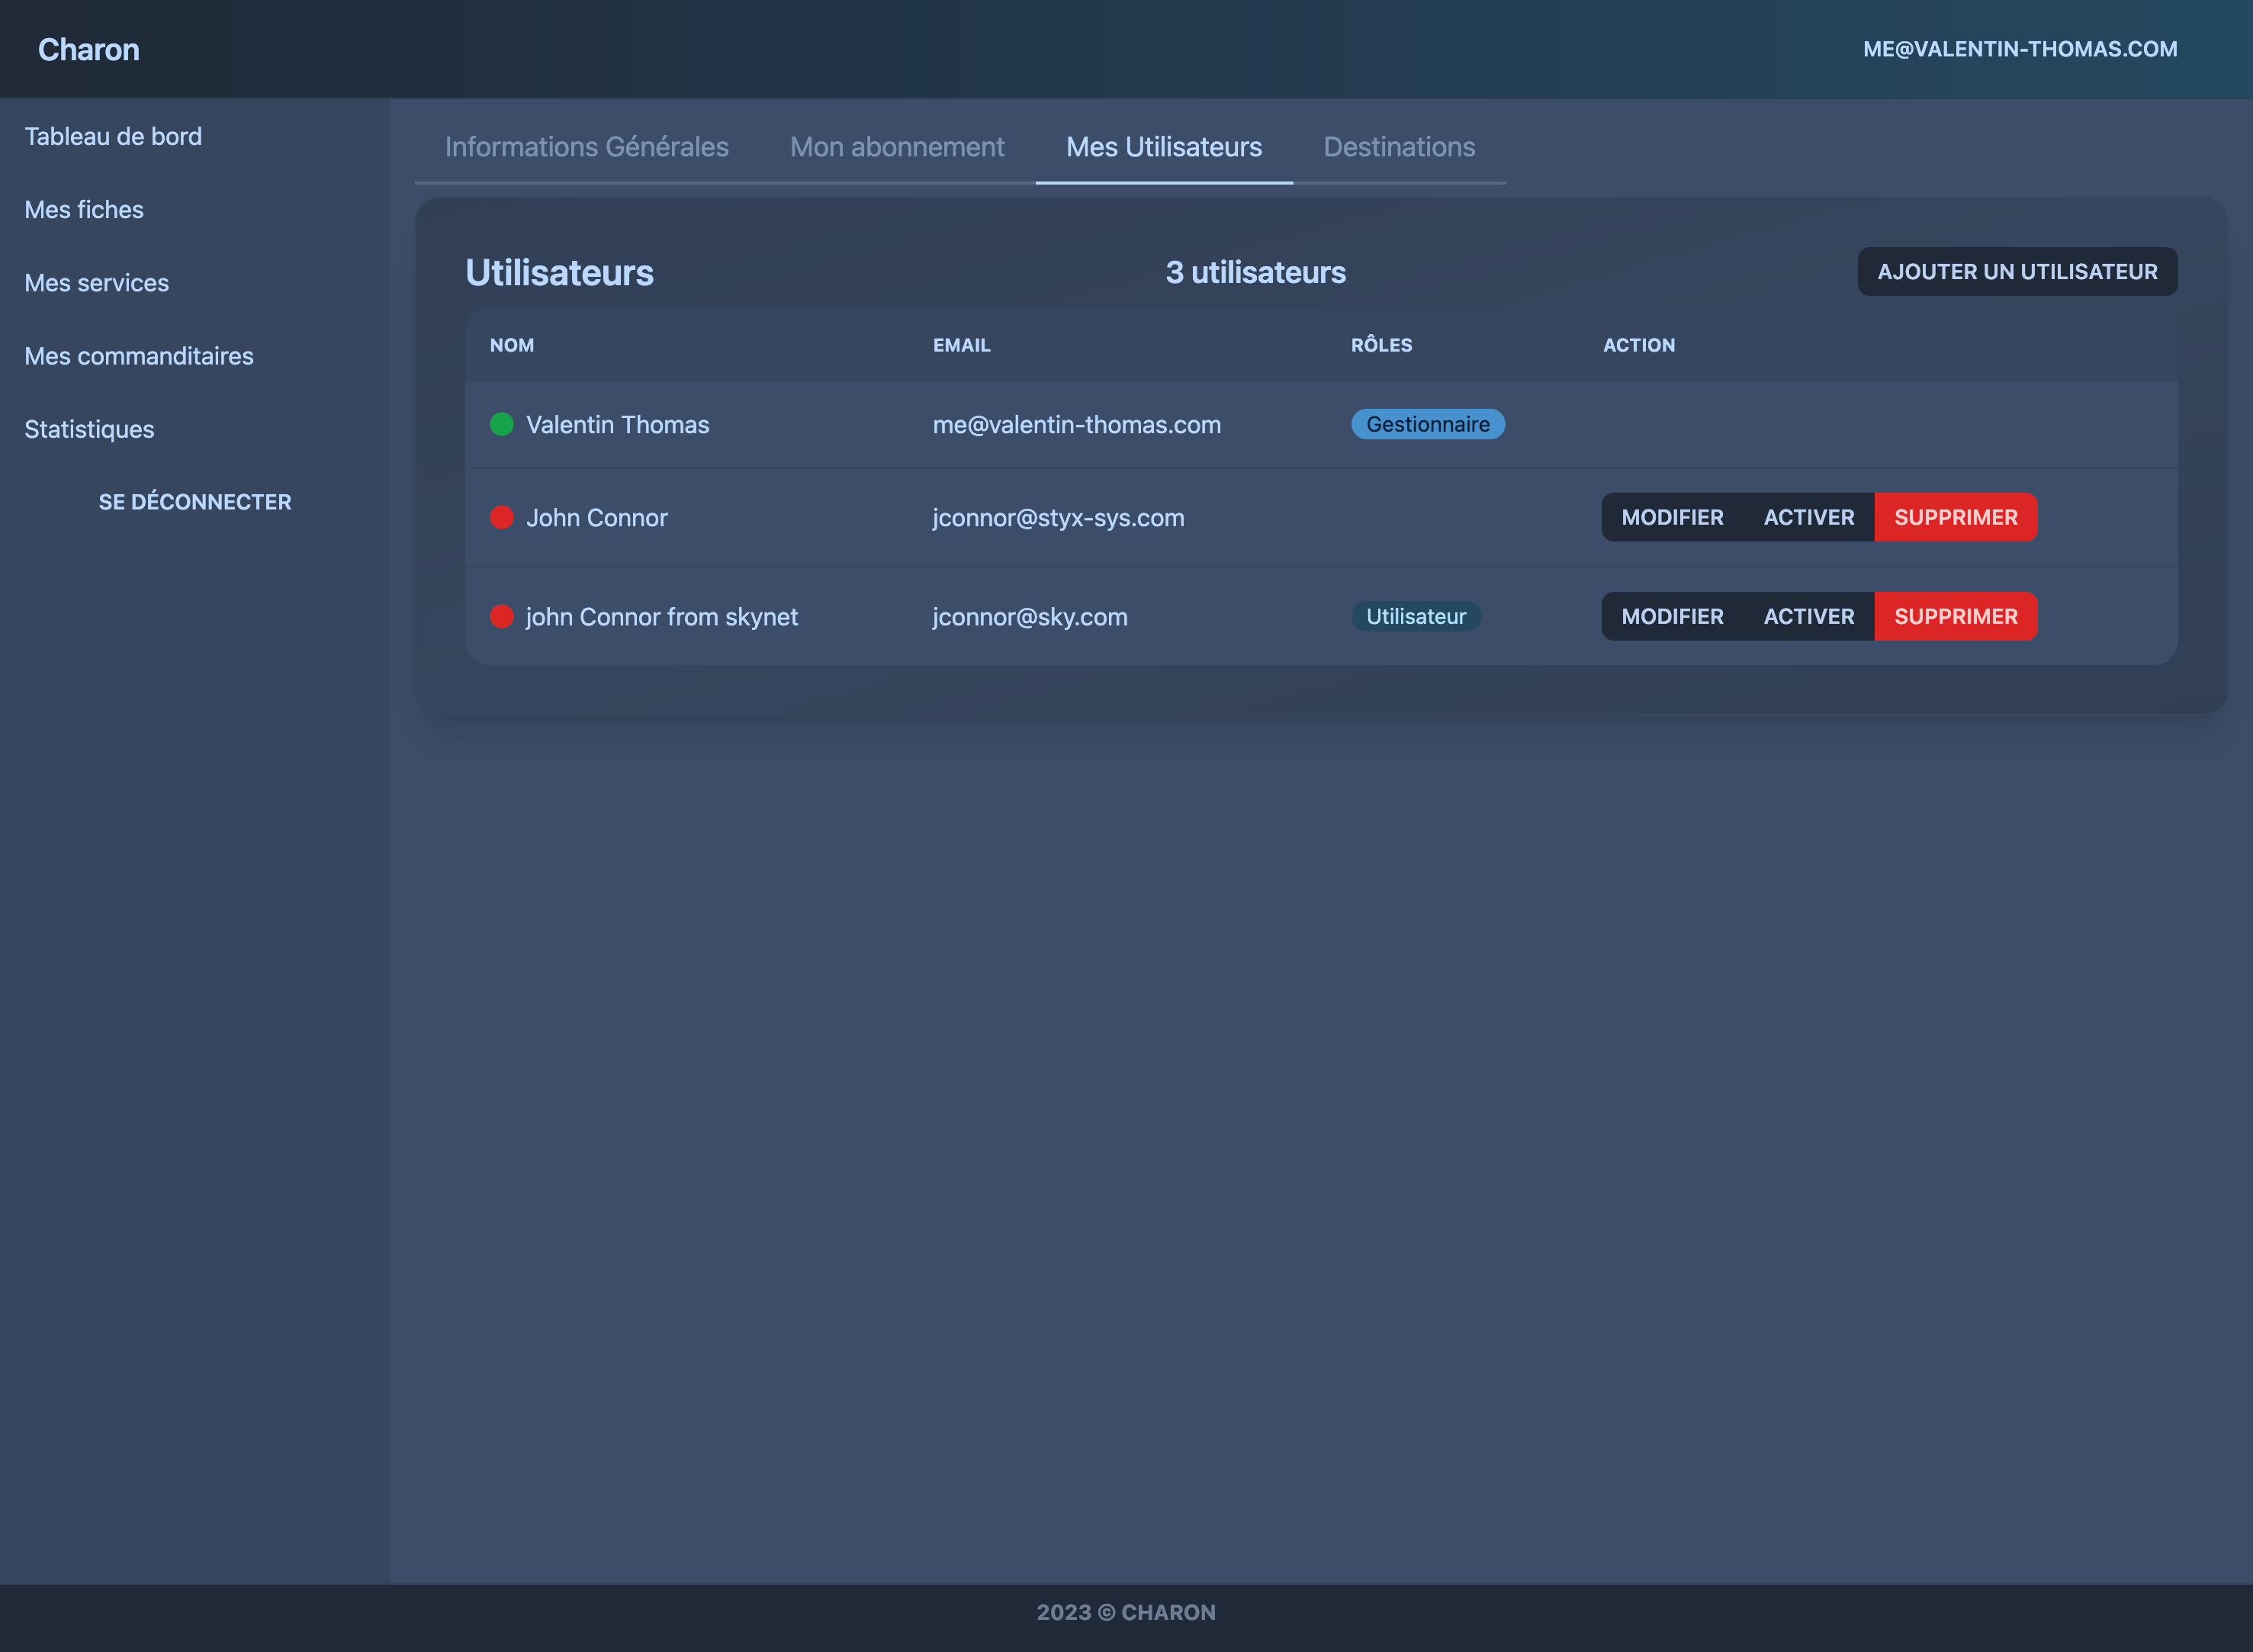 Charon
ME@VALENTIN-THOMAS.COM
Tableau de bord
Mes fiches
Mes services
Mes commanditaires
Statistiques
SE DÉCONNECTER
Informations Générales Mon abonnement Mes Utilisateurs Destinations
Utilisateurs 3 utilisateurs AJOUTER UN UTILISATEUR
NOM EMAIL RÔLES ACTION
Valentin Thomas me@valentin-thomas.com Gestionnaire
John Connor jconnor@styx-sys.com MODIFIER ACTIVER SUPPRIMER
john Connor from skynet jconnor@sky.com Utilisateur MODIFIER ACTIVER SUPPRIMER
2023 © CHARON